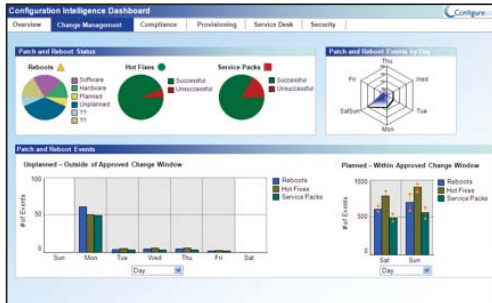 Configuration Intelligence Dashboard
Configure
Overview
Change Management
Compliance
Provisioning
Service Desk
Security
Patch and Reboot Status
Reboots
Software
Hardware
Planned
Unplanned
??
??
Hot Fixes
Successful
Unsuccessful
Service Packs
Successful
Unsuccessful
Patch and Reboot Events by Day
Thu
Fri
Wed
SatSun
Tue
Mon
Patch and Reboot Events
Unplanned – Outside of Approved Change Window
# of Events
100
50
0
Sun
Mon
Tue
Wed
Thu
Fri
Sat
Day
Reboots
Hot Fixes
Service Packs
Planned – Within Approved Change Window
# of Events
1000
500
0
Sat
Sun
Day
Reboots
Hot Fixes
Service Packs